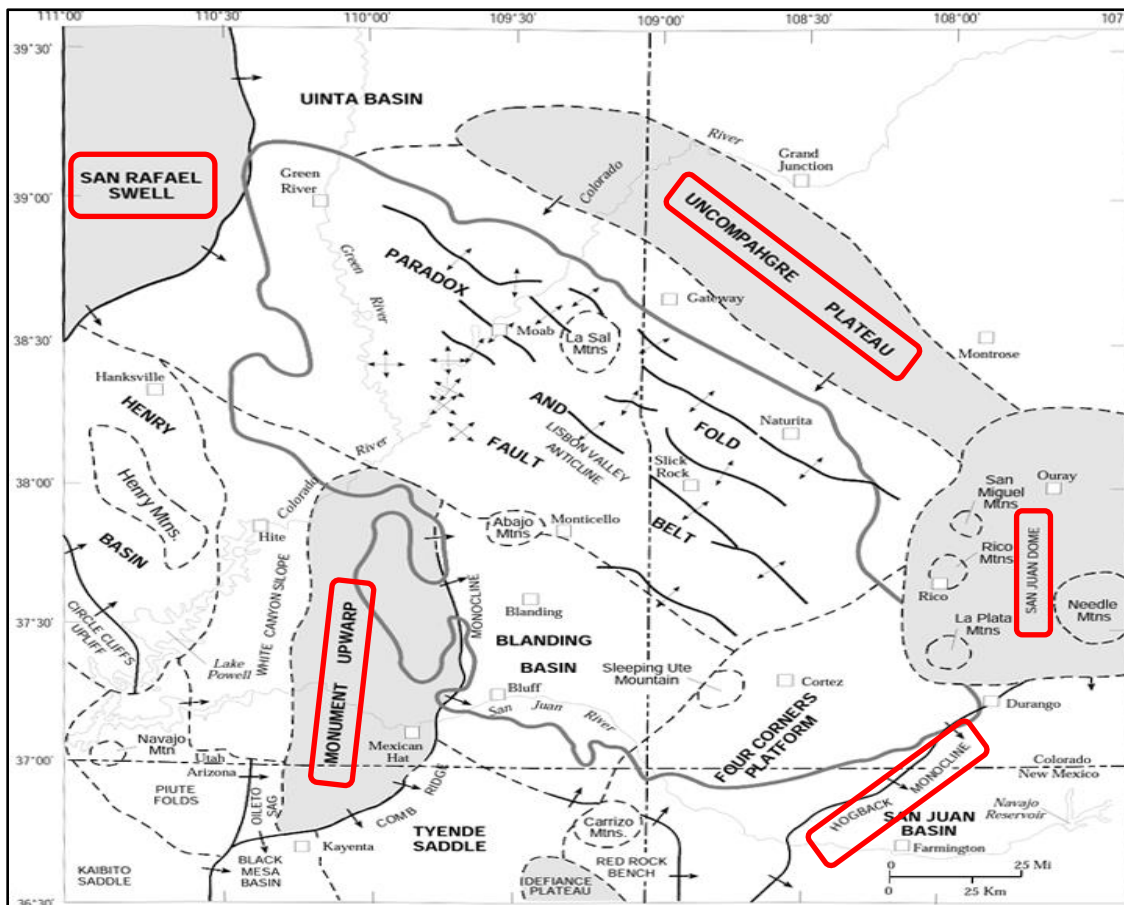 111°00'
110°30'
110°00'
109°30'
109°00'
108°30'
108°00'
107
39°30'
UINTA BASIN
SAN RAFAEL
SWELL
River
Grand
Junction
Colorado
Green
River
39°00'
UNCOMPAHGRE PLATEAU
PARADOX
Green
River
Gateway
Moab
La Sal
Mtns
Montrose
38°30'
Hanksville
HENRY
AND
FOLD
Naturita
LISBON VALLEY
ANTICLINE
FAULT
River
Slick
Rock
San
Miguel
Mtns
Ouray
38°00'
Henry Mtns.
Colorado
Hite
Abajo
Mtns
Monticello
BELT
Rico
Mtns
SAN JUAN DOME
BASIN
Rico
Needle
Mtns
WHITE CANYON SlLOPE
MONOCLINE
Blanding
La Plata
Mtns
37°30'
CIRCLE CLIFFS
UPLIFF
MONUMENT UPWARP
BLANDING
BASIN
Lake
Powell
Sleeping Ute
Mountain
Cortez
Bluff
San Juan River
Durango
Navajo
Mtn
Mexican
Hat
FOUR CORNERS
PLATFORM
Utah
Arizona
37°00'
Colorado
New Mexico
PIUTE
FOLDS
OILETO
SAG
COMB RIDGE
HOGBACK MONOCLINE
Navajo
Reservoir
SAN JUAN
BASIN
TYENDE
SADDLE
Carrizo
Mtns.
Kayenta
Farmington
KAIBITO
SADDLE
BLACK
MESA
BASIN
RED ROCK
BENCH
DEFIANCE
PLATEAU
0 25 Mi
0 25 Km
36°30'